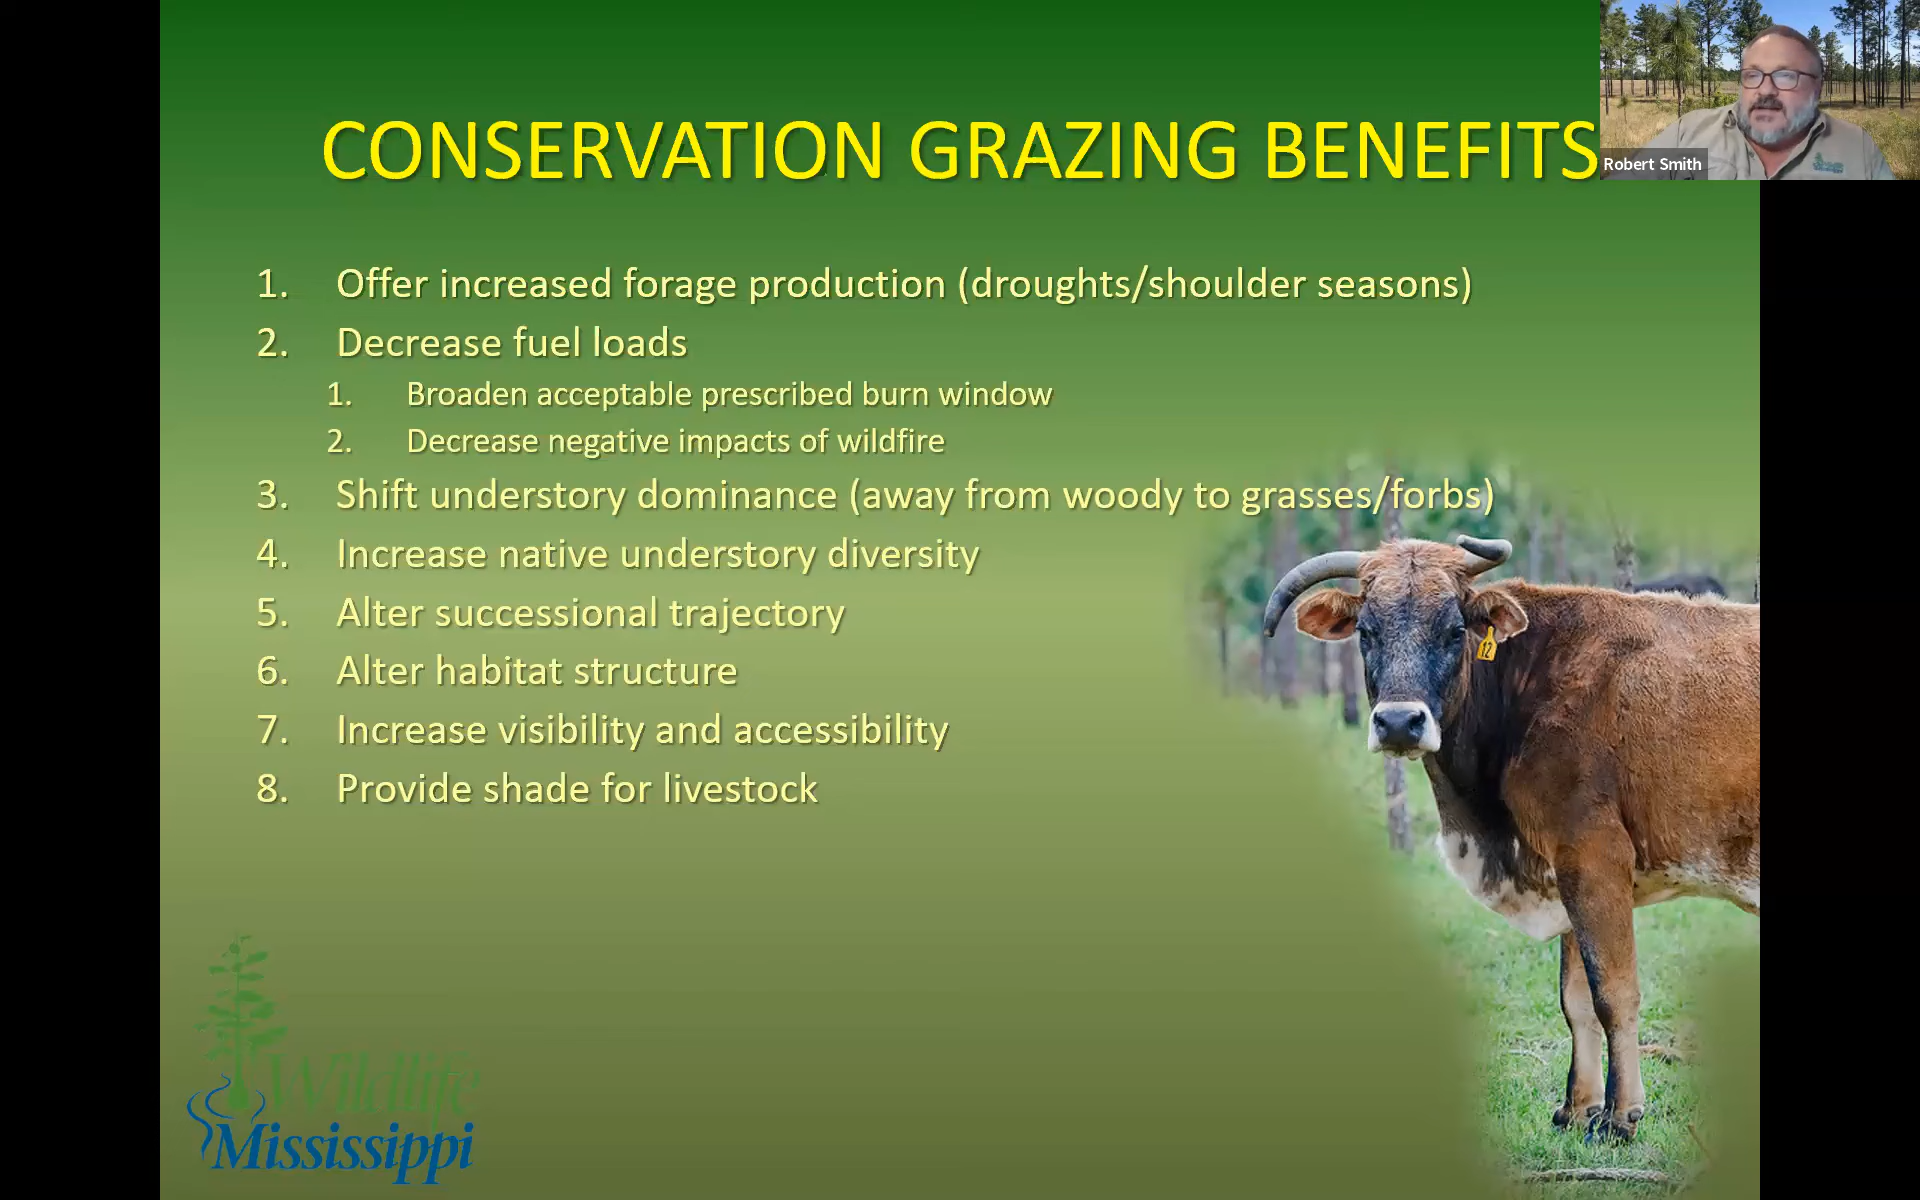 CONSERVATION GRAZING BENEFITS
Robert Smith
1. Offer increased forage production (droughts/shoulder seasons)
2. Decrease fuel loads
1. Broaden acceptable prescribed burn window
2. Decrease negative impacts of wildfire
3. Shift understory dominance (away from woody to grasses/forbs)
4. Increase native understory diversity
5. Alter successional trajectory
6. Alter habitat structure
7. Increase visibility and accessibility
8. Provide shade for livestock
12
Wildlife
Mississippi